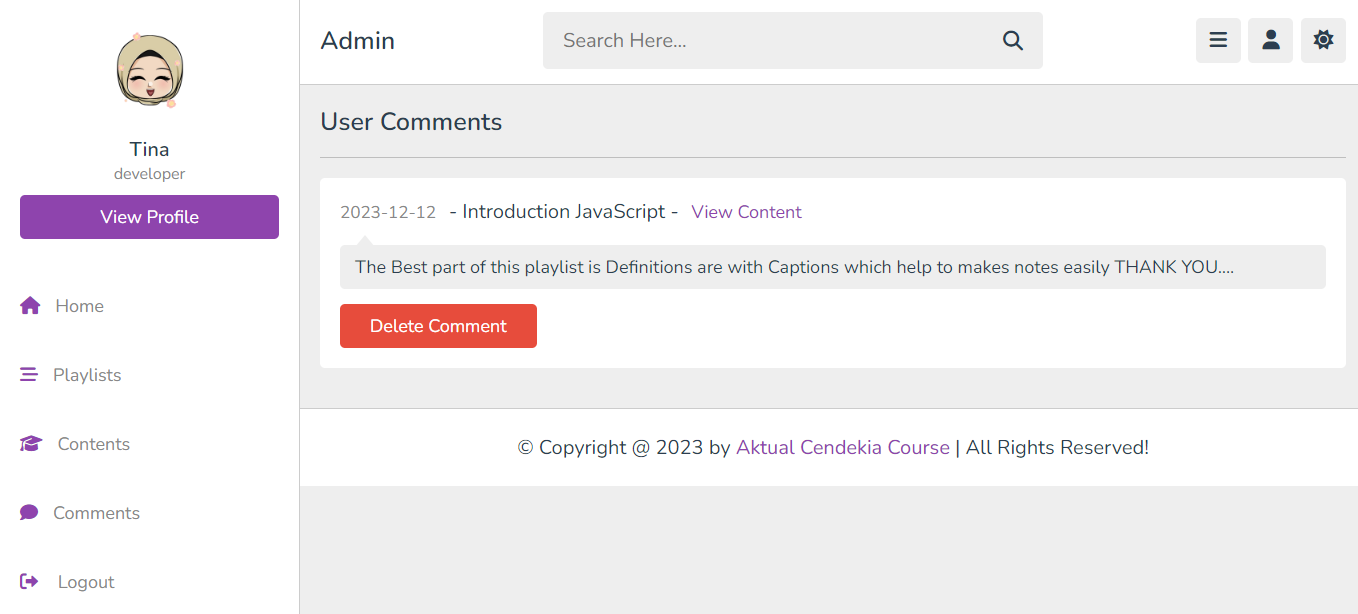 Tina
developer
View Profile
Home
Playlists
Contents
Comments
Logout
Admin
Search Here...
User Comments
2023-12-12 - Introduction JavaScript - View Content
The Best part of this playlist is Definitions are with Captions which help to makes notes easily THANK YOU....
Delete Comment
© Copyright @ 2023 by Aktual Cendekia Course | All Rights Reserved!